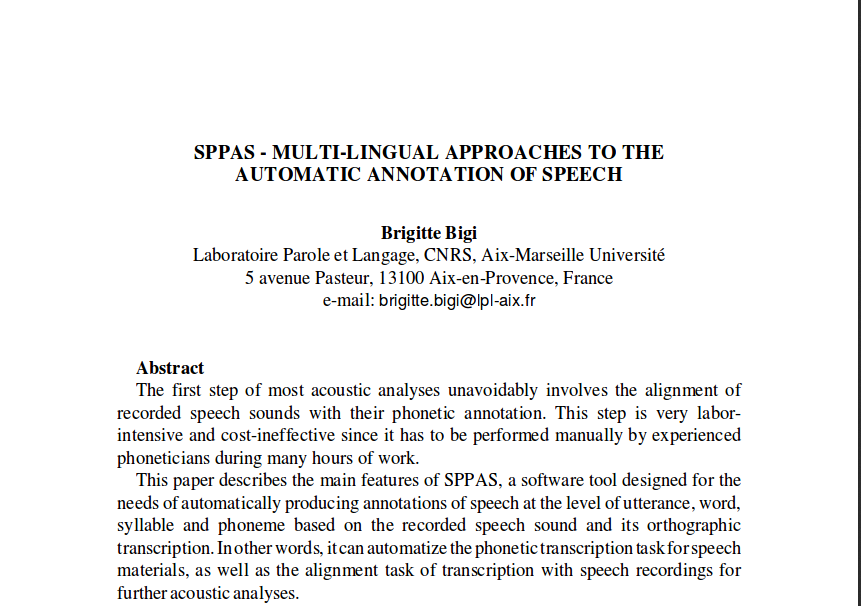 SPPAS - MULTI-LINGUAL APPROACHES TO THE
AUTOMATIC ANNOTATION OF SPEECH
Brigitte Bigi
Laboratoire Parole et Langage, CNRS, Aix-Marseille Université
5 avenue Pasteur, 13100 Aix-en-Provence, France
e-mail: brigitte.bigi@lpl-aix.fr
Abstract
The first step of most acoustic analyses unavoidably involves the alignment of
recorded speech sounds with their phonetic annotation. This step is very labor-
intensive and cost-ineffective since it has to be performed manually by experienced
phoneticians during many hours of work.
This paper describes the main features of SPPAS, a software tool designed for the
needs of automatically producing annotations of speech at the level of utterance, word,
syllable and phoneme based on the recorded speech sound and its orthographic
transcription. In other words, it can automatize the phonetic transcription task for speech
materials, as well as the alignment task of transcription with speech recordings for
further acoustic analyses.